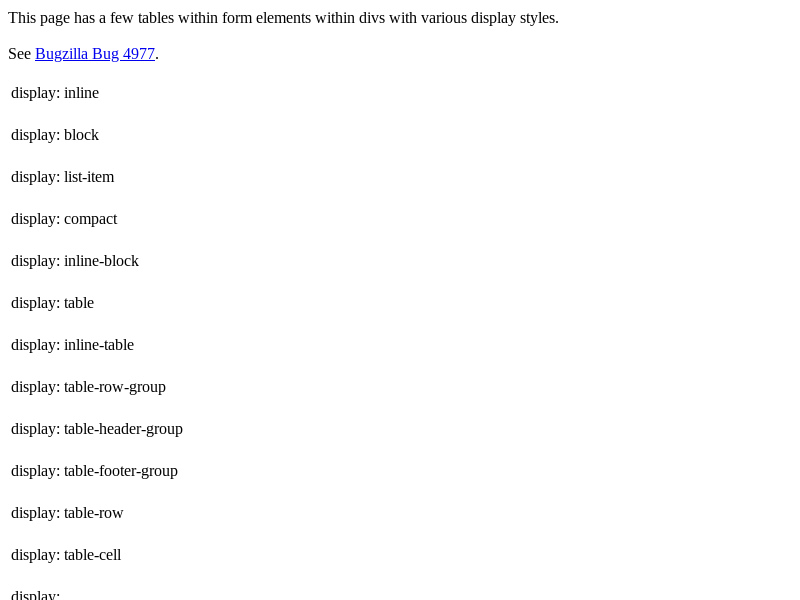 This page has a few tables within form elements within divs with various display styles.
See Bugzilla Bug 4977.
display: inline
display: block
display: list-item
display: compact
display: inline-block
display: table
display: inline-table
display: table-row-group
display: table-header-group
display: table-footer-group
display: table-row
display: table-cell
display: